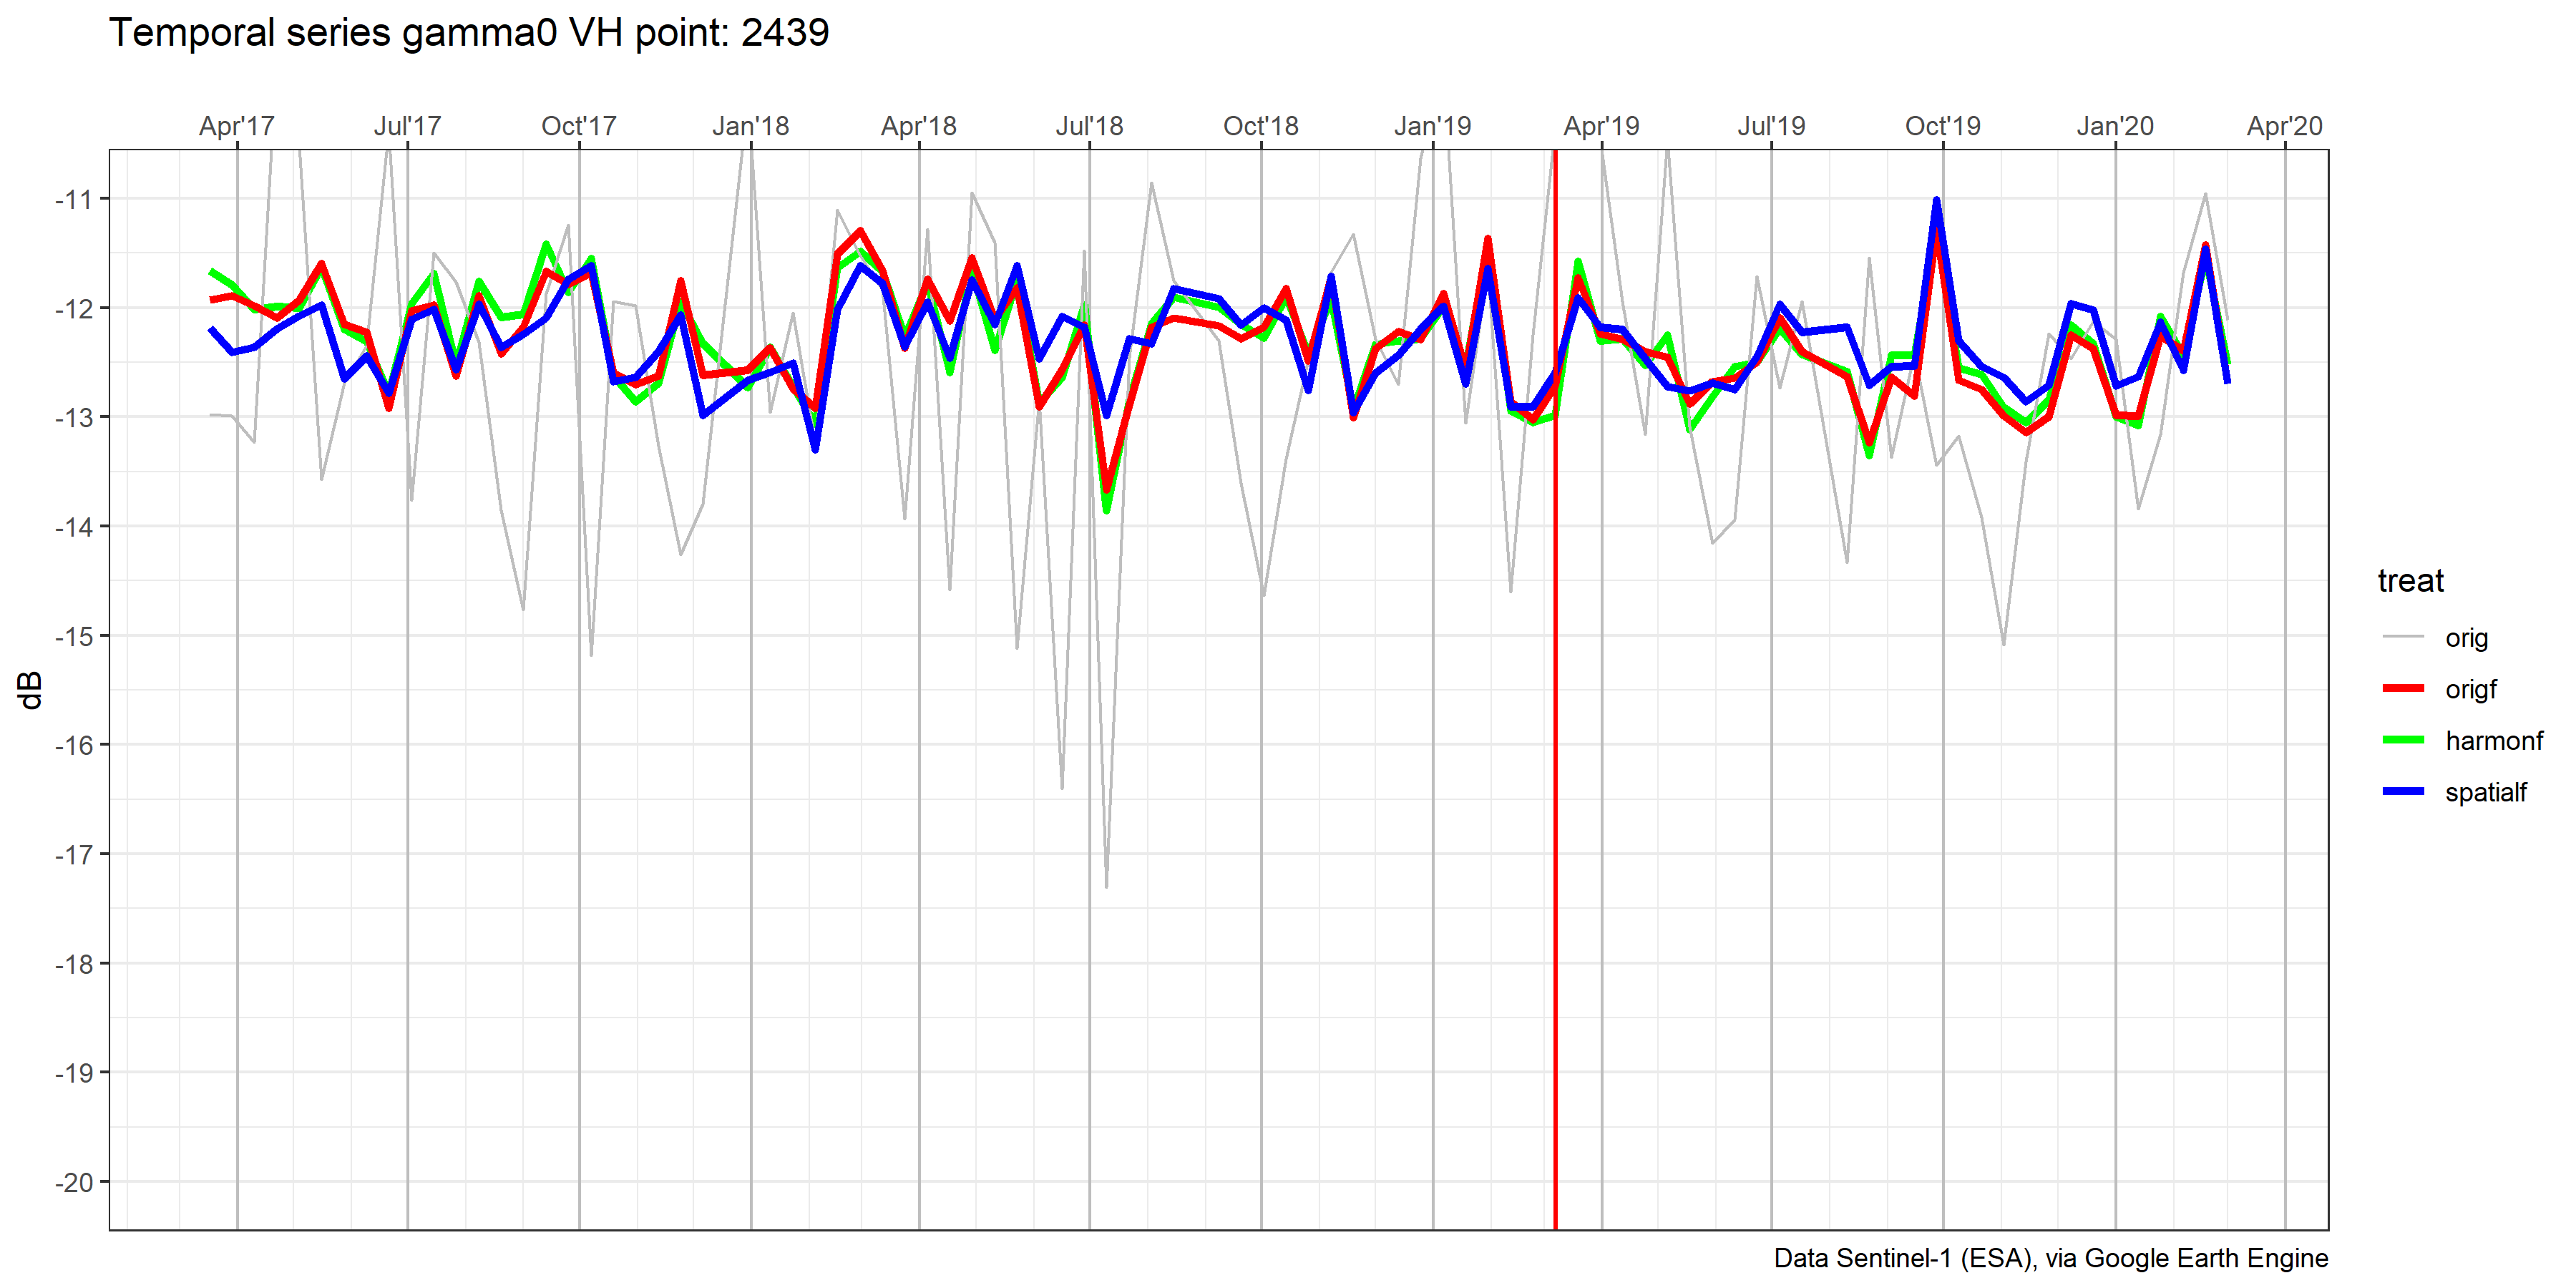 Temporal series gamma0 VH point: 2439
Apr'17 Jul'17 Oct'17 Jan'18 Apr'18 Jul'18 Oct'18 Jan'19 Apr'19 Jul'19 Oct'19 Jan'20 Apr'20
-11
-12
-13
-14
-15
-16
-17
-18
-19
-20
dB
treat
orig
origf
harmonf
spatialf
Data Sentinel-1 (ESA), via Google Earth Engine